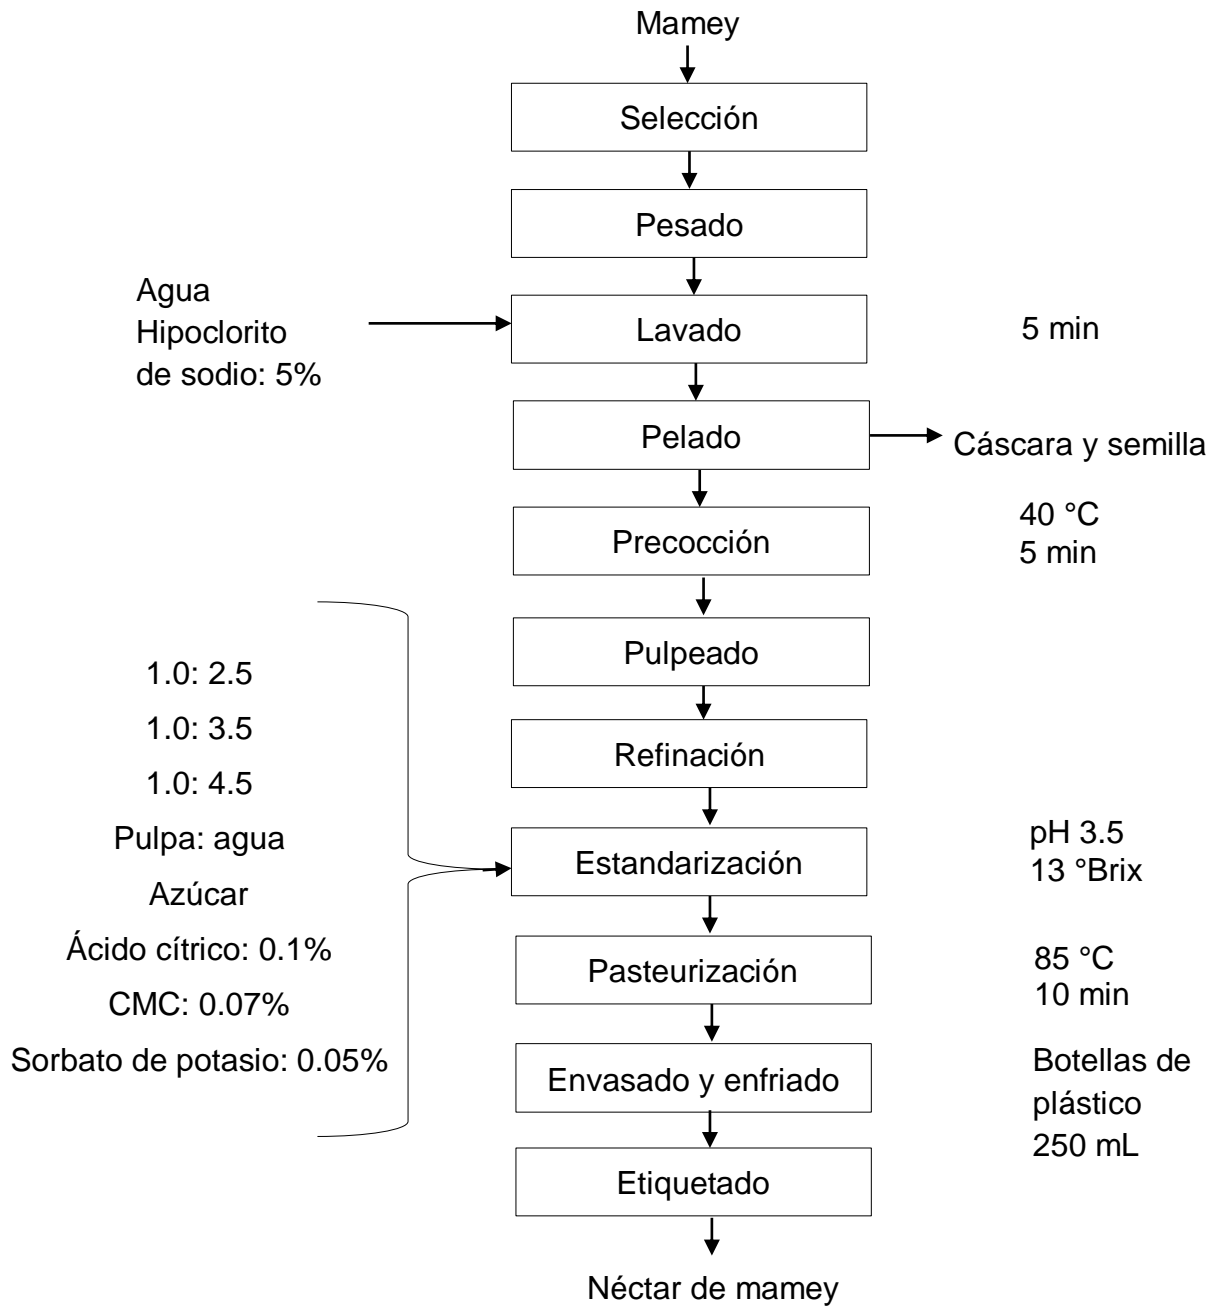 Mamey
Selección
Pesado
Agua
Hipoclorito
de sodio: 5%
Lavado
5 min
Pelado
Cáscara y semilla
Precocción
40 °C
5 min
Pulpeado
Refinación
1.0: 2.5
1.0: 3.5
1.0: 4.5
Pulpa: agua
Azúcar
Ácido cítrico: 0.1%
CMC: 0.07%
Sorbato de potasio: 0.05%
Estandarización
pH 3.5
13 °Brix
Pasteurización
85 °C
10 min
Envasado y enfriado
Botellas de
plástico
250 mL
Etiquetado
Néctar de mamey